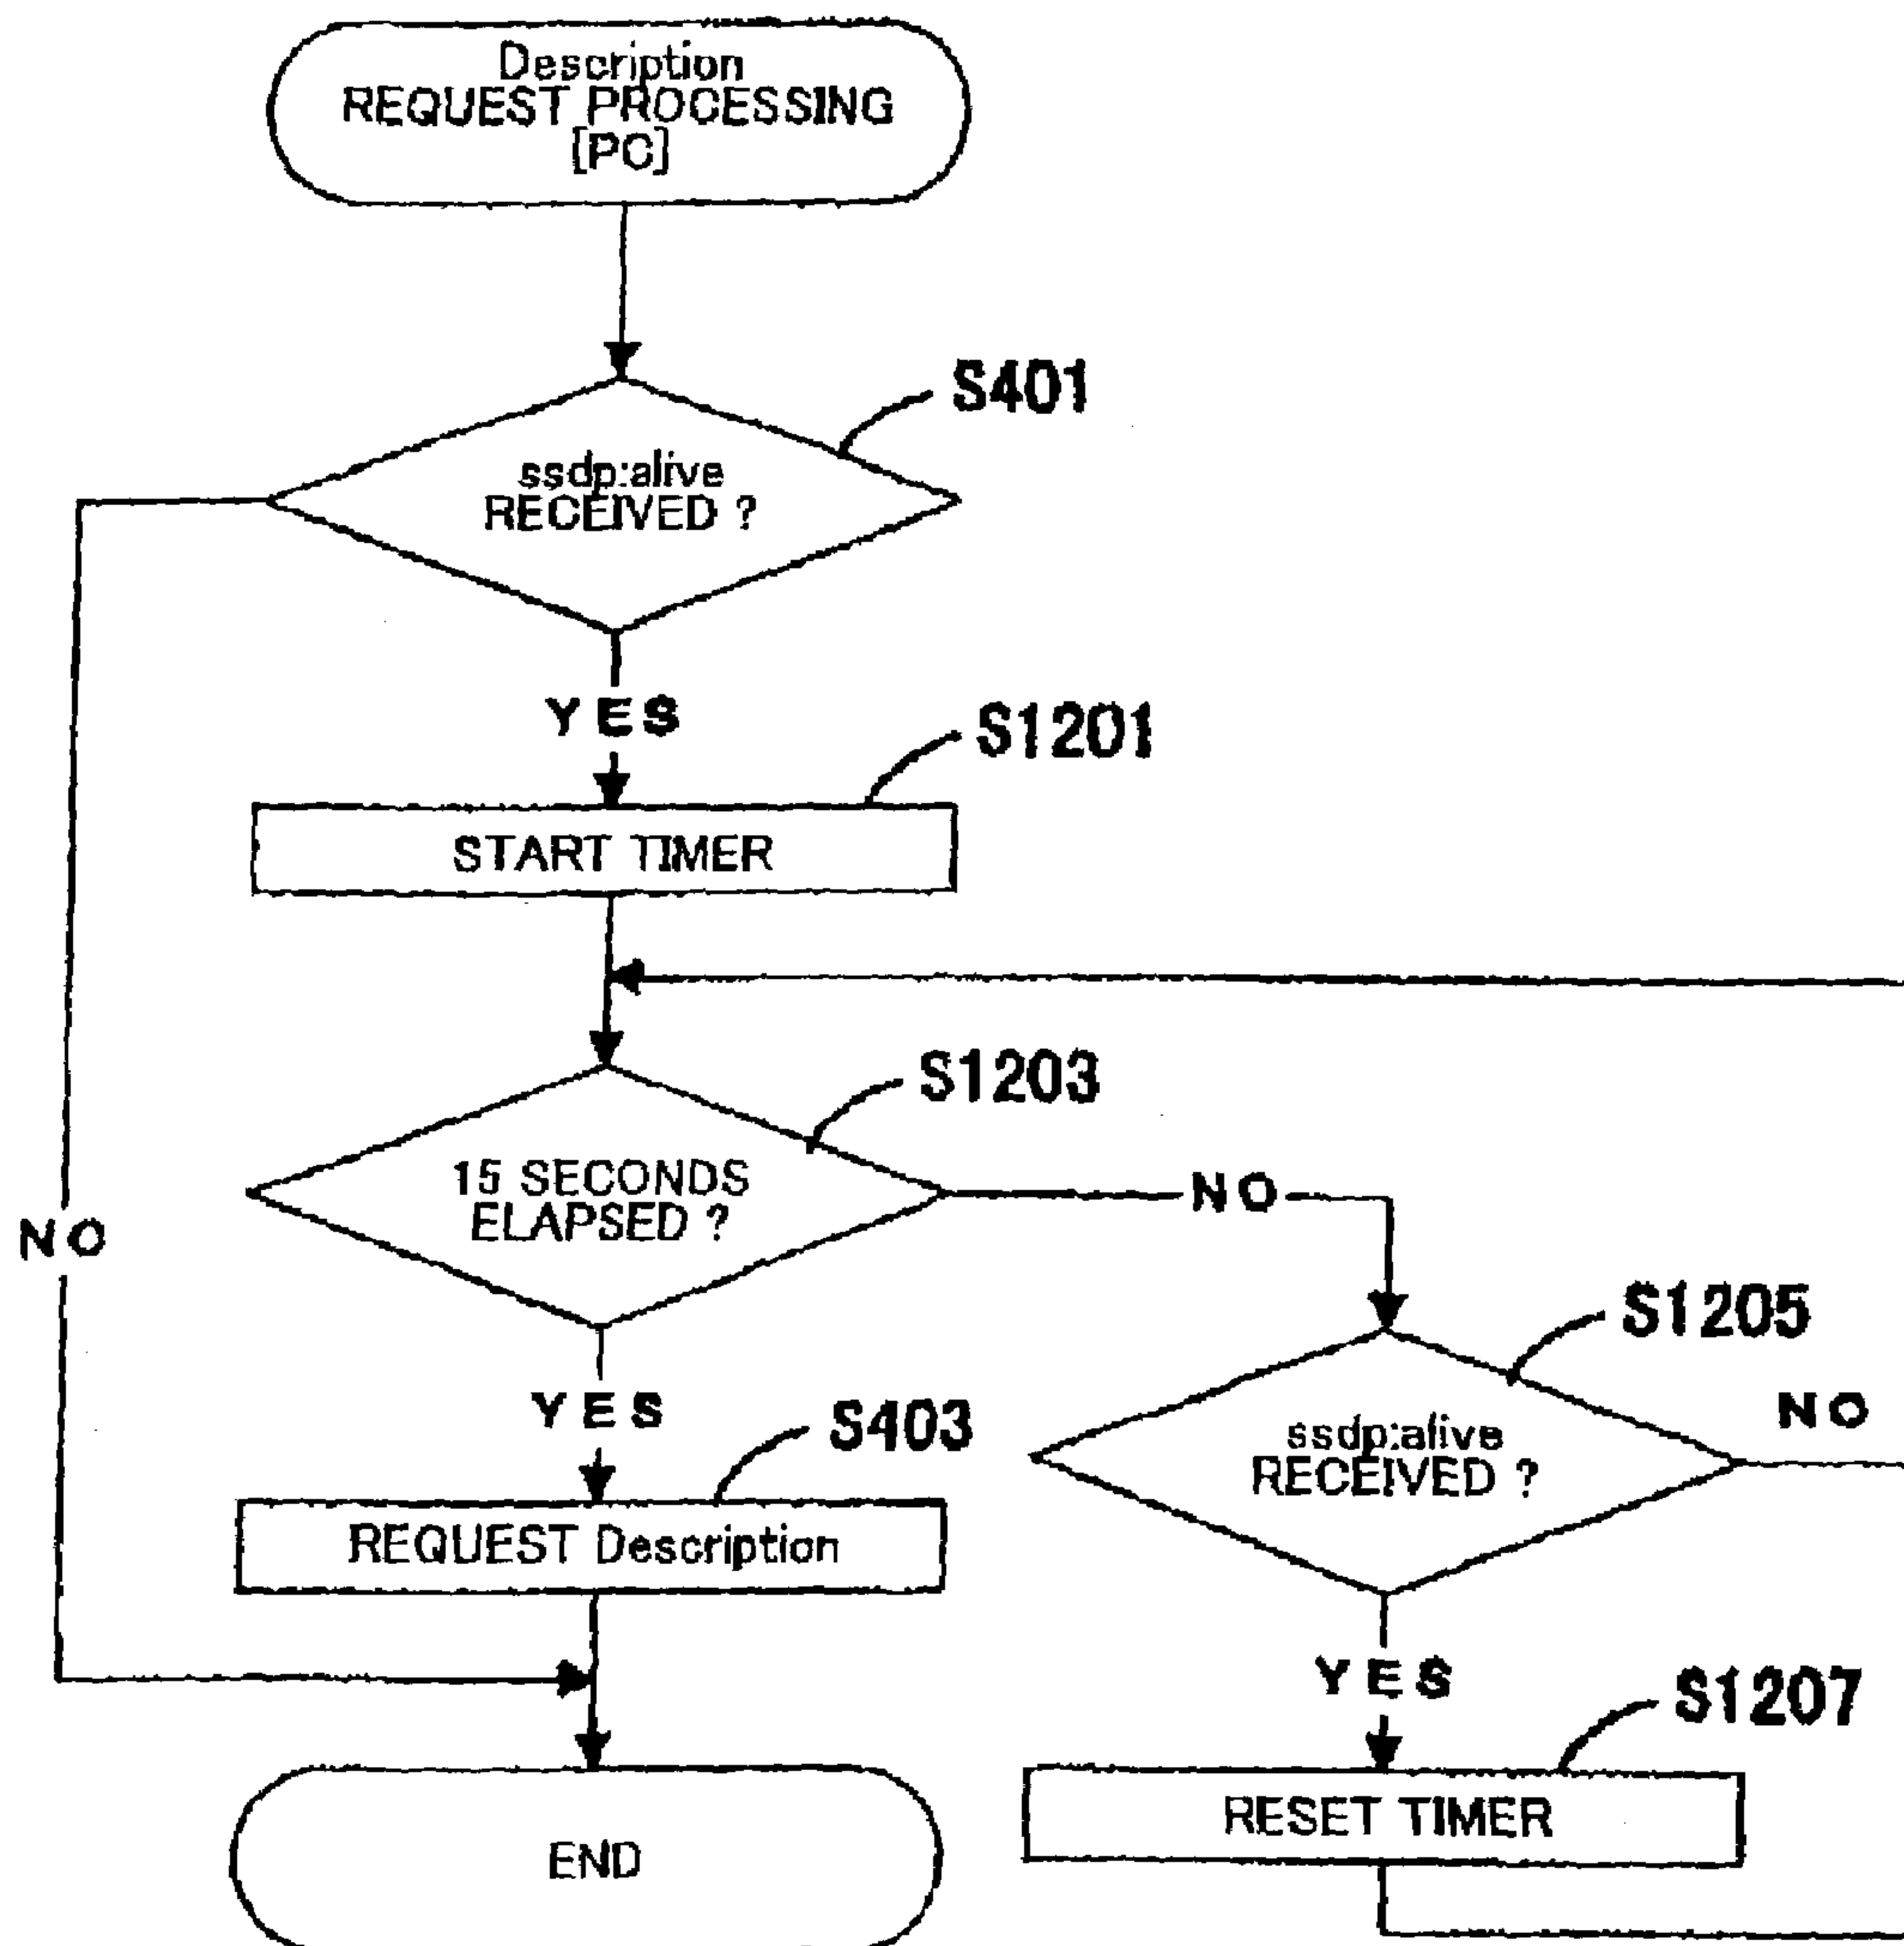 Description
REQUEST PROCESSING
[PC]
S401
ssdp:alive
RECEIVED ?
YES
S1201
START TIMER
S1203
15 SECONDS
ELAPSED ?
NO
NO
S1205
YES
S403
NO
ssdp:alive
RECEIVED ?
REQUEST Description
YES
S1207
RESET TIMER
END